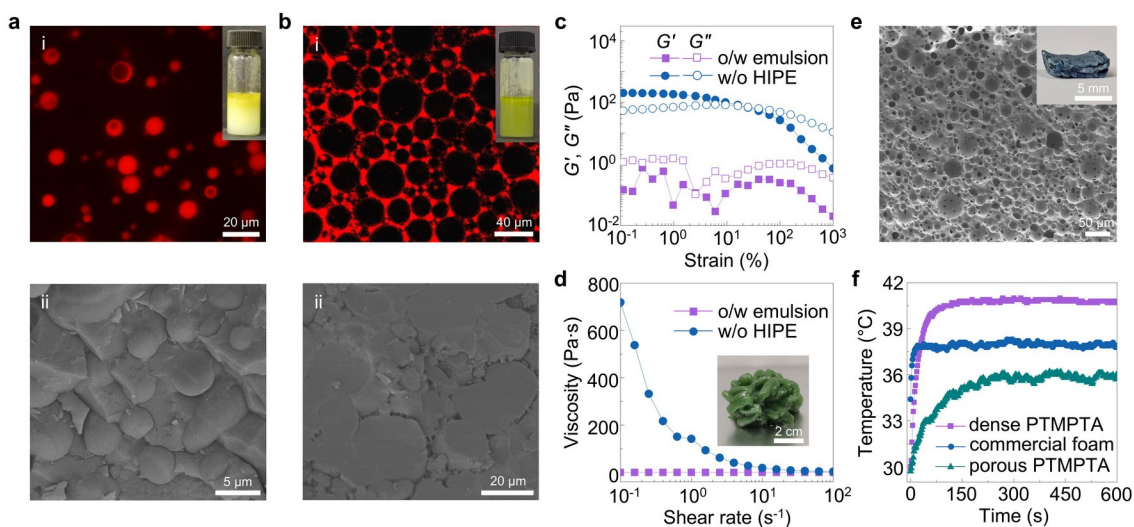 a
i
20 µm
b
i
40 µm
c
10⁴
10²
10⁰
10⁻²
G′, G″ (Pa)
G′ G″
o/w emulsion
w/o HIPE
10⁻¹ 10⁰ 10¹ 10² 10³
Strain (%)
e
5 mm
50 µm
ii
5 µm
ii
20 µm
d
800
600
400
200
0
Viscosity (Pa·s)
o/w emulsion
w/o HIPE
2 cm
10⁻¹ 10⁰ 10¹ 10²
Shear rate (s⁻¹)
f
42
39
36
33
30
Temperature (°C)
dense PTMPTA
commercial foam
porous PTMPTA
0 150 300 450 600
Time (s)